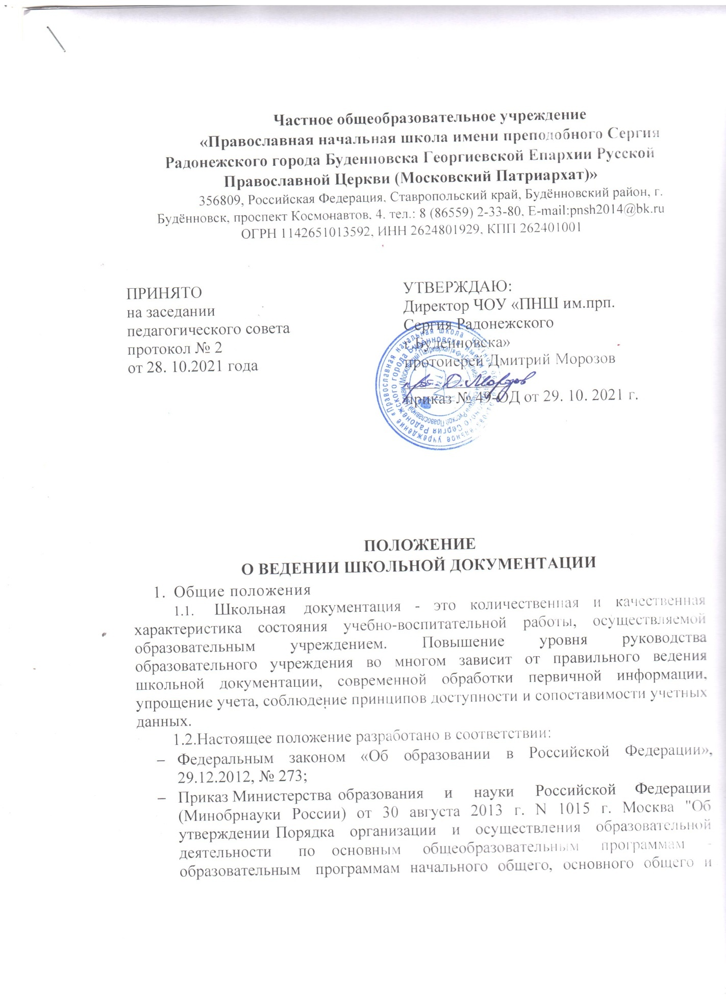 Частное общеобразовательное учреждение
«Православная начальная школа имени преподобного Сергия
Радонежского города Буденновска Георгиевской Епархии Русской
Православной Церкви (Московский Патриархат)»
356809, Российская Федерация, Ставропольский край, Будённовский район, г.
Будённовск, проспект Космонавтов, 4. тел.: 8 (86559) 2-33-80, E-mail:pnsh2014@bk.ru
ОГРН 1142651013592, ИНН 2624801929, КПП 262401001
ПРИНЯТО
на заседании
педагогического совета
протокол № 2
от 28. 10.2021 года
УТВЕРЖДАЮ:
Директор ЧОУ «ПНШ им.прп.
Сергия Радонежского
г.Буденновска»
протоиерей Дмитрий Морозов
прот. Д. Морозов
приказ № 49-ОД от 29. 10. 2021 г.
ПОЛОЖЕНИЕ
О ВЕДЕНИИ ШКОЛЬНОЙ ДОКУМЕНТАЦИИ
1. Общие положения
1.1. Школьная документация - это количественная и качественная
характеристика состояния учебно-воспитательной работы, осуществляемой
образовательным учреждением. Повышение уровня руководства
образовательного учреждения во многом зависит от правильного ведения
школьной документации, современной обработки первичной информации,
упрощение учета, соблюдение принципов доступности и сопоставимости учетных
данных.
1.2.Настоящее положение разработано в соответствии:
– Федеральным законом «Об образовании в Российской Федерации»,
29.12.2012, № 273;
– Приказ Министерства образования и науки Российской Федерации
(Минобрнауки России) от 30 августа 2013 г. N 1015 г. Москва "Об
утверждении Порядка организации и осуществления образовательной
деятельности по основным общеобразовательным программам -
образовательным программам начального общего, основного общего и